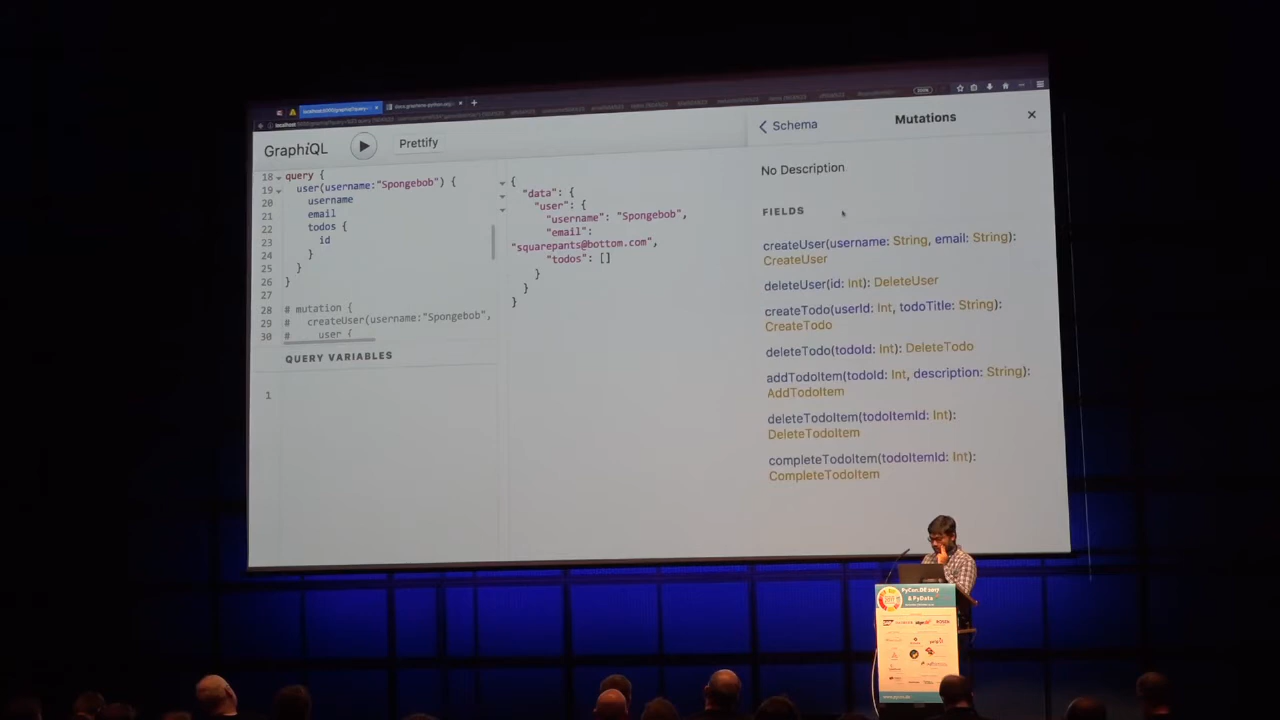 GraphiQL
Prettify
18 query {
19 user(username:"Spongebob") {
20 username
21 email
22 todos {
23 id
24 }
25 }
26 }
27
28 # mutation {
29 # createUser(username:"Spongebob",
30 # user {
QUERY VARIABLES
1
{
"data": {
"user": {
"username": "Spongebob",
"email":
"squarepants@bottom.com",
"todos": []
}
}
}
Schema
Mutations
No Description
FIELDS
createUser(username: String, email: String):
CreateUser
deleteUser(id: Int): DeleteUser
createTodo(userId: Int, todoTitle: String):
CreateTodo
deleteTodo(todoId: Int): DeleteTodo
addTodoItem(todoId: Int, description: String):
AddTodoItem
deleteTodoItem(todoItemId: Int):
DeleteTodoItem
completeTodoItem(todoItemId: Int):
CompleteTodoItem
PyCon.DE 2017
& PyData